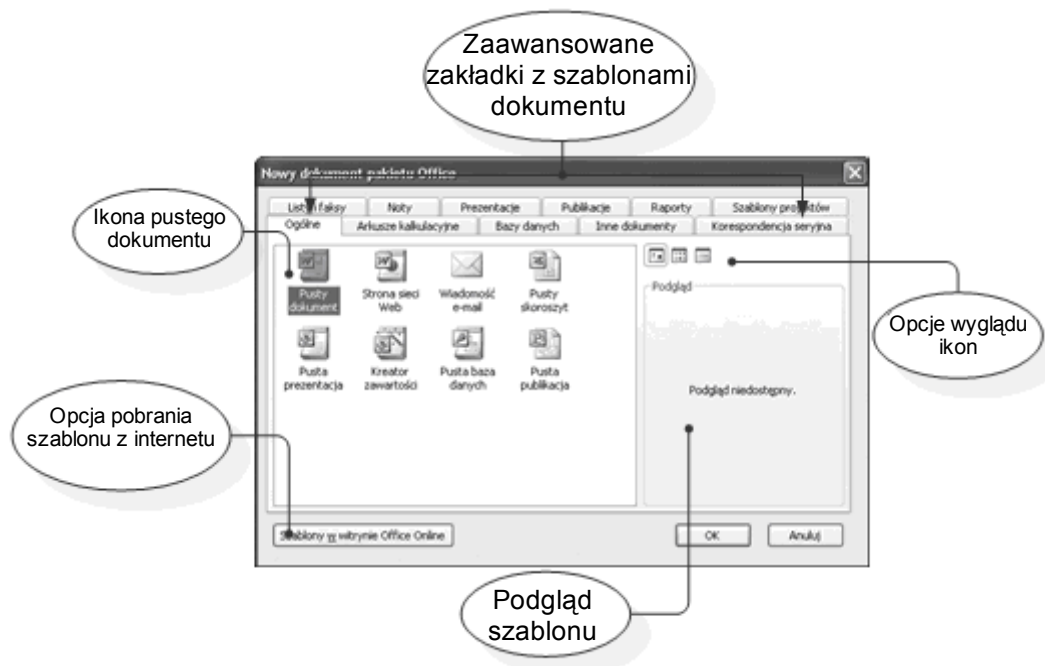 Zaawansowane
zakładki z szablonami
dokumentu
Nowy dokument pakietu Office
Listy i faksy Noty Prezentacje Publikacje Raporty Szablony projektów
Ogólne Arkusze kalkulacyjne Bazy danych Inne dokumenty Korespondencja seryjna
Ikona pustego
dokumentu
Pusty
dokument
Strona sieci
Web
Wiadomość
e-mail
Pusty
skoroszyt
Podgląd
Opcje wyglądu
ikon
Pusta
prezentacja
Kreator
zawartości
Pusta baza
danych
Pusta
publikacja
Podgląd niedostępny.
Opcja pobrania
szablonu z internetu
Szablony w witrynie Office Online
OK
Anuluj
Podgląd
szablonu